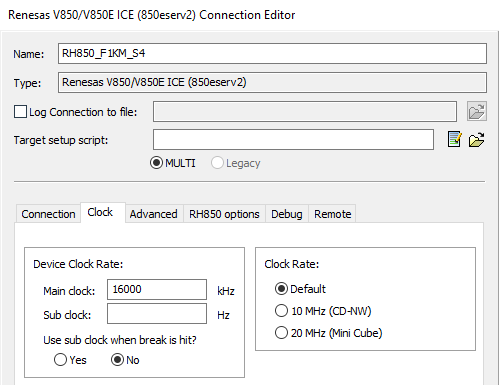 Renesas V850/V850E ICE (850eserv2) Connection Editor
Name: RH850_F1KM_S4
Type: Renesas V850/V850E ICE (850eserv2)
Log Connection to file:
Target setup script:
MULTI Legacy
Connection Clock Advanced RH850 options Debug Remote
Device Clock Rate:
Main clock: 16000 kHz
Sub clock: Hz
Use sub clock when break is hit?
Yes No
Clock Rate:
Default
10 MHz (CD-NW)
20 MHz (Mini Cube)